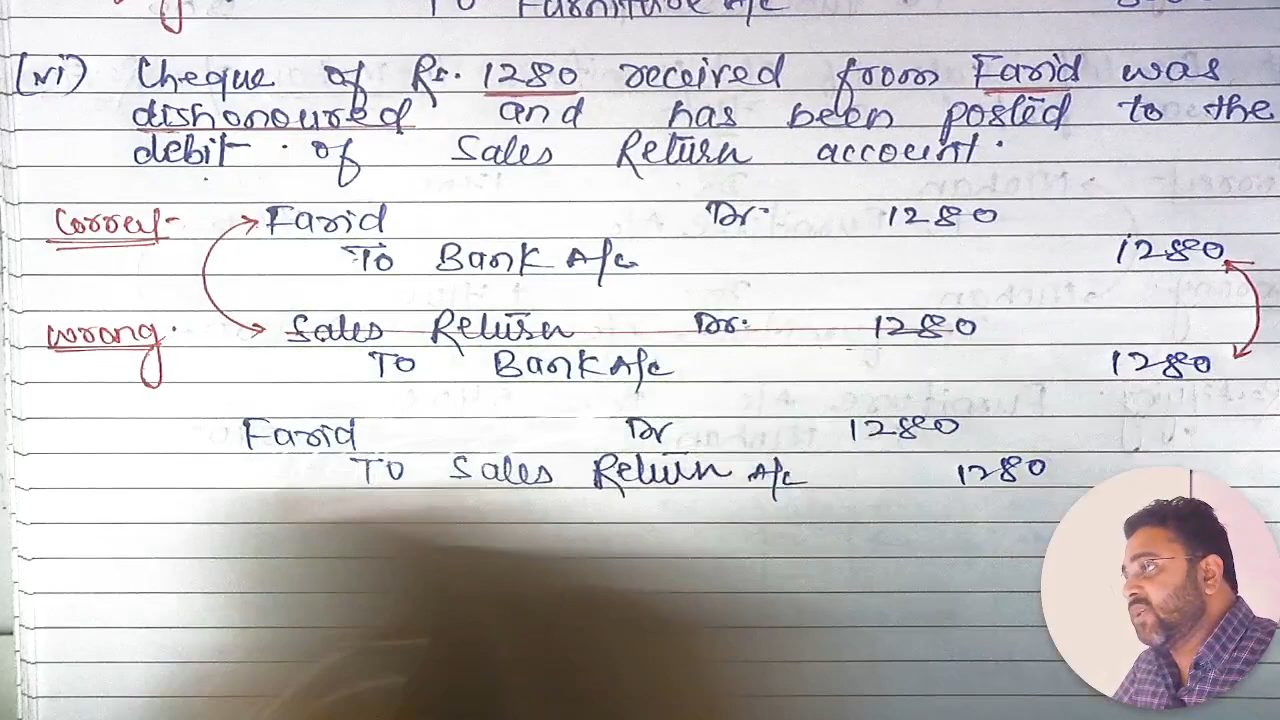 To Furniture A/c
(vi) Cheque of Rs. 1280 received from Farid was
dishonoured and has been posted to the
debit of Sales Return account.
Correct Farid Dr. 1280
To Bank A/c 1280
Wrong. Sales Return Dr. 1280
To Bank A/c 1280
Farid Dr 1280
To Sales Return A/c 1280